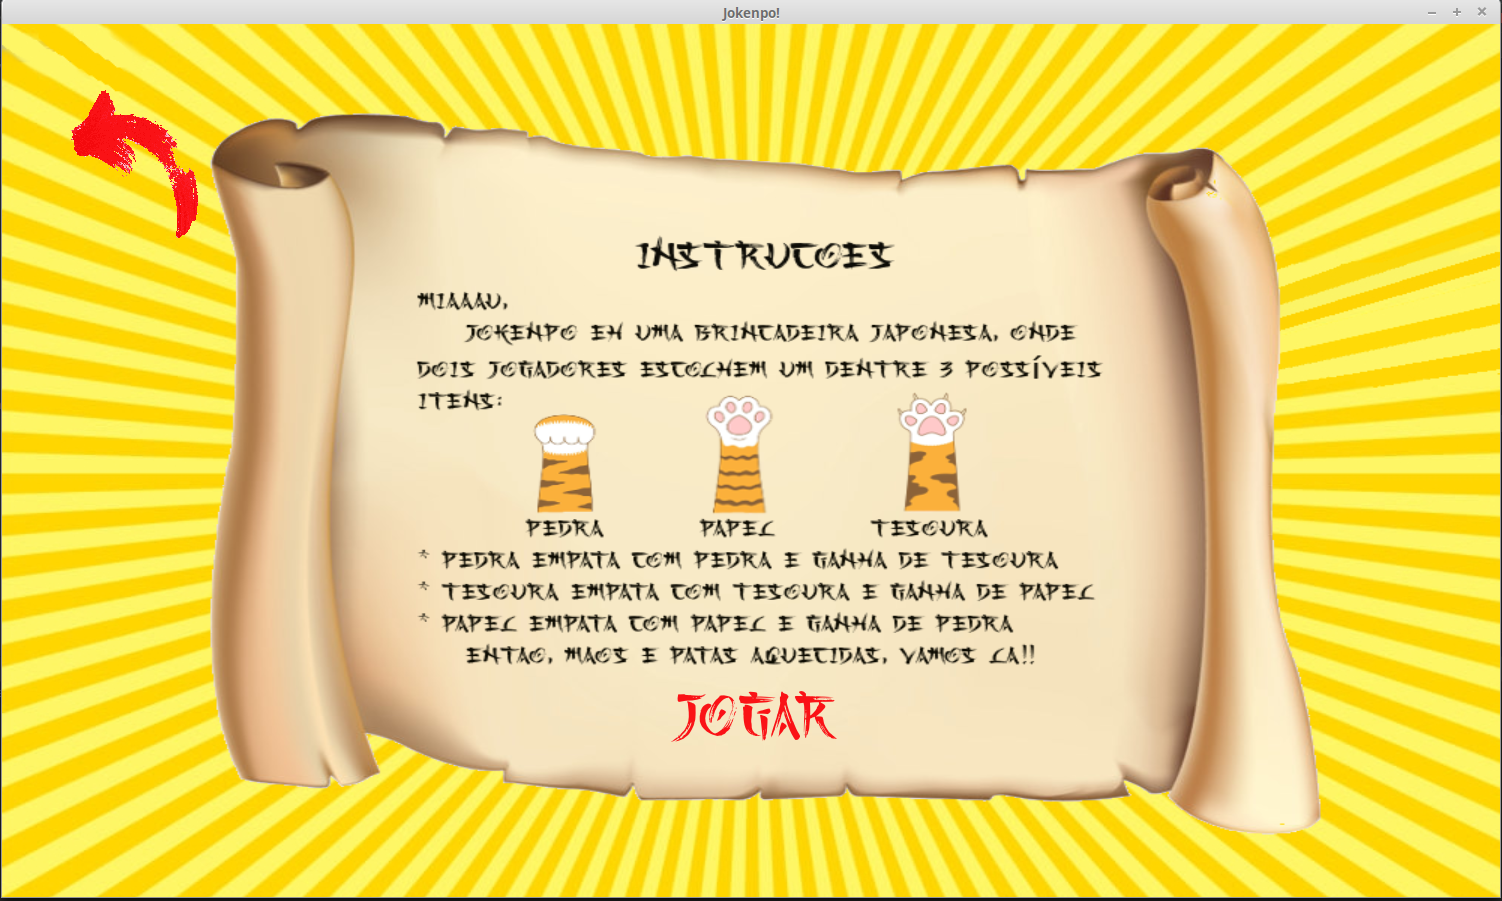 Jokenpo!
INSTRUCOES
MIAAAU,
JOKENPO EH UMA BRINCADEIRA JAPONESA, ONDE
DOIS JOGADORES ESCOLHEM UM DENTRE 3 POSSÍVEIS
ITENS:
PEDRA PAPEL TESOURA
* PEDRA EMPATA COM PEDRA E GANHA DE TESOURA
* TESOURA EMPATA COM TESOURA E GANHA DE PAPEL
* PAPEL EMPATA COM PAPEL E GANHA DE PEDRA
ENTAO, MAOS E PATAS AQUECIDAS, VAMOS LA!!
JOGAR